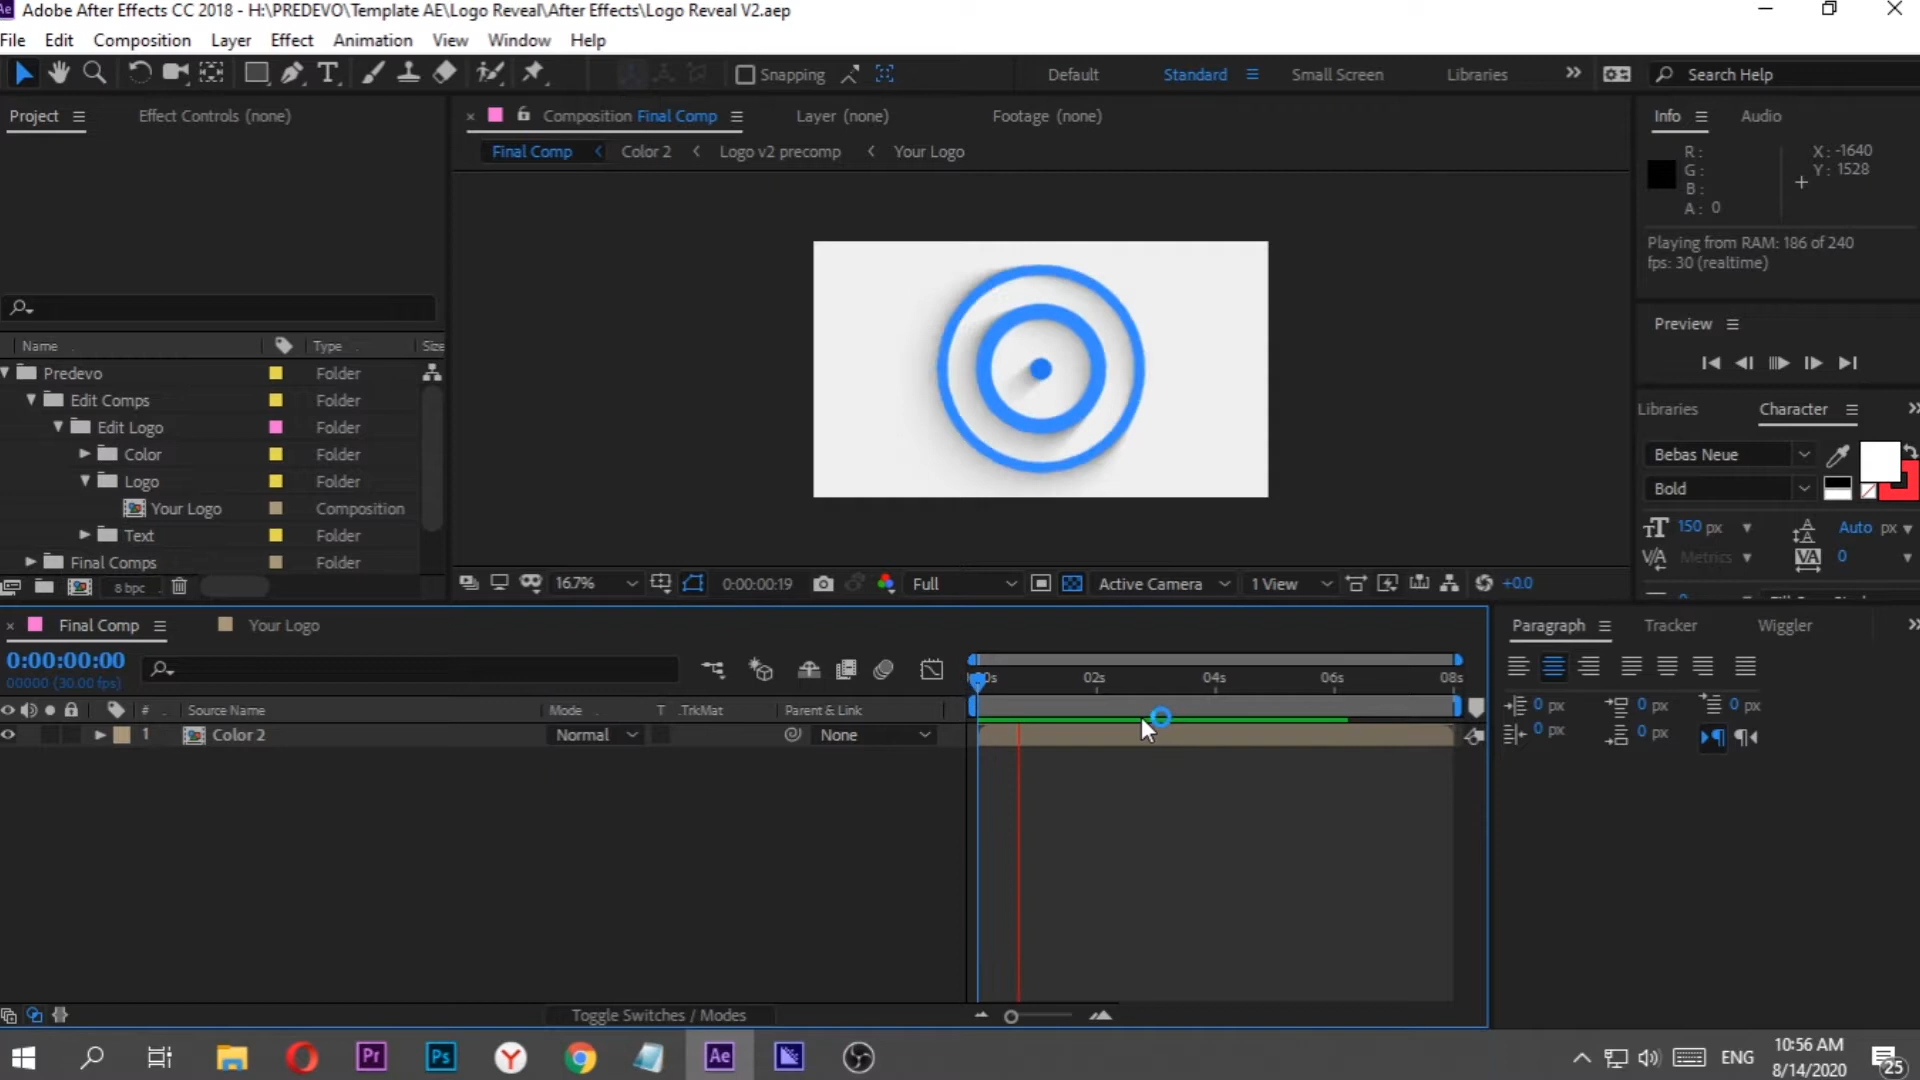 Adobe After Effects CC 2018 - H:\PREDEVO\Template AE\Logo Reveal\After Effects\Logo Reveal V2.aep
File Edit Composition Layer Effect Animation View Window Help
Snapping Default Standard Small Screen Libraries Search Help
Project Effect Controls (none) Composition Final Comp Layer (none) Footage (none) Info Audio
Final Comp Color 2 Logo v2 precomp Your Logo
R: X: -1640
G: Y: 1528
B:
A: 0
Playing from RAM: 186 of 240
fps: 30 (realtime)
Preview
Name Type Size
Predevo Folder
Edit Comps Folder
Edit Logo Folder
Color Folder
Logo Folder
Your Logo Composition
Text Folder
Final Comps Folder
8 bpc
Libraries Character
Bebas Neue
Bold
150 px Auto px
Metrics 0
16.7% 0:00:00:19 Full Active Camera 1 View +0.0
Final Comp Your Logo
0:00:00:00
00000 (30.00 fps)
02s 04s 06s 08s
# Source Name Mode T .TrkMat Parent & Link
1 Color 2 Normal None
Toggle Switches / Modes
Paragraph Tracker Wiggler
0 px 0 px 0 px
0 px 0 px
Ae Pr Ps
ENG
10:56 AM
8/14/2020
25